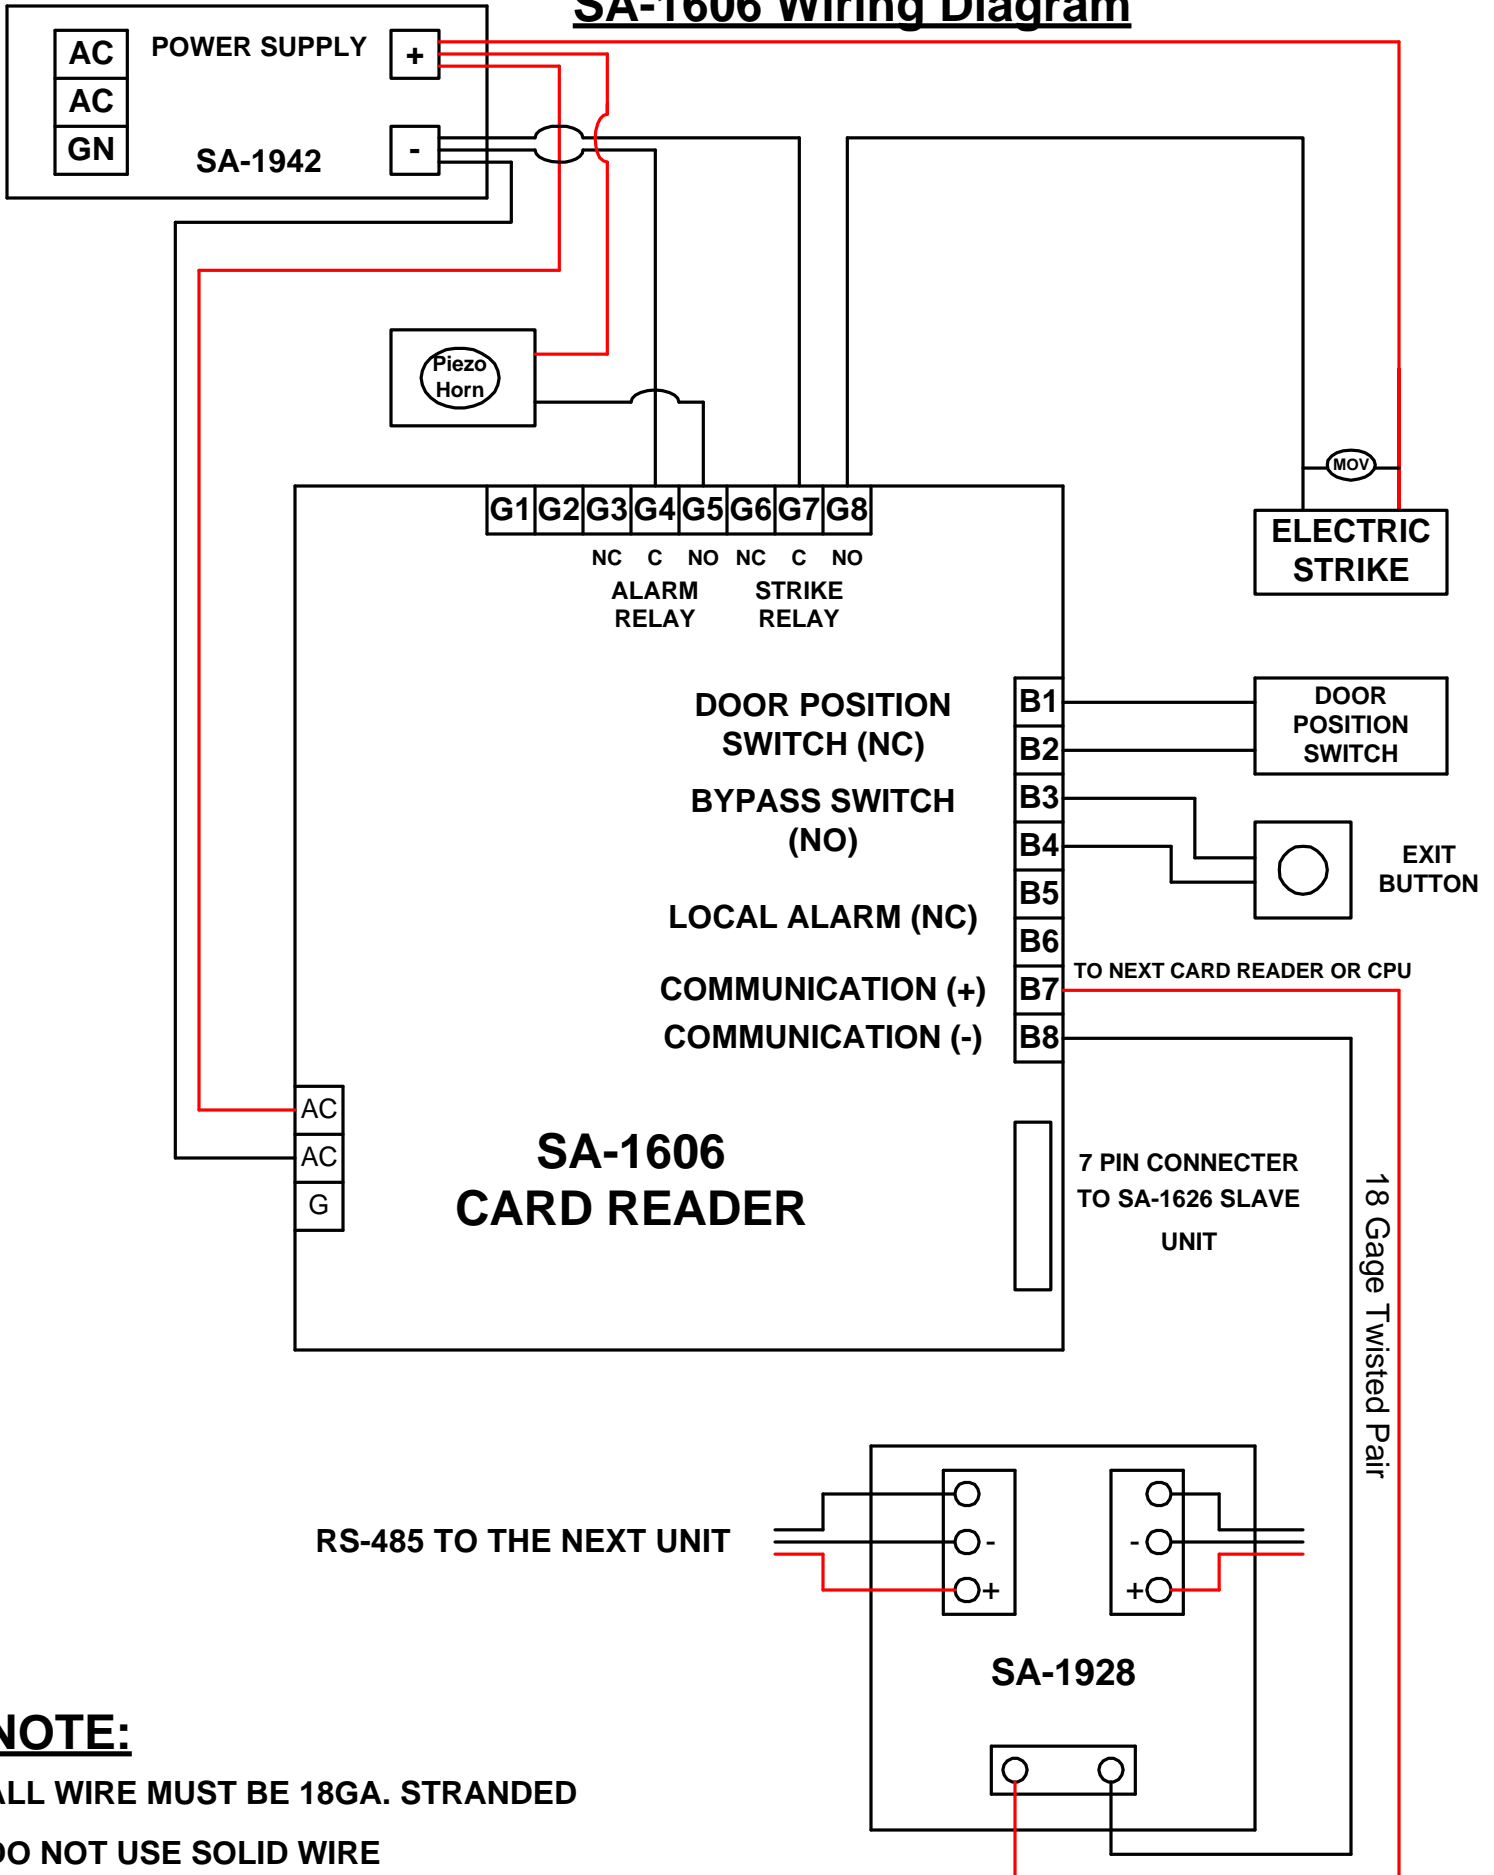 SA-1606 Wiring Diagram
AC
POWER SUPPLY
+
AC
GN
SA-1942
-
Piezo
Horn
MOV
G1 G2 G3 G4 G5 G6 G7 G8
NC C NO NC C NO
ALARM
RELAY
STRIKE
RELAY
ELECTRIC
STRIKE
DOOR POSITION
SWITCH (NC)
B1
B2
DOOR
POSITION
SWITCH
BYPASS SWITCH
(NO)
B3
B4
EXIT
BUTTON
B5
LOCAL ALARM (NC)
B6
TO NEXT CARD READER OR CPU
COMMUNICATION (+)
B7
COMMUNICATION (-)
B8
AC
AC
G
SA-1606
CARD READER
7 PIN CONNECTER
TO SA-1626 SLAVE
UNIT
18 Gage Twisted Pair
RS-485 TO THE NEXT UNIT
-
+
-
+
SA-1928
NOTE:
ALL WIRE MUST BE 18GA. STRANDED
DO NOT USE SOLID WIRE